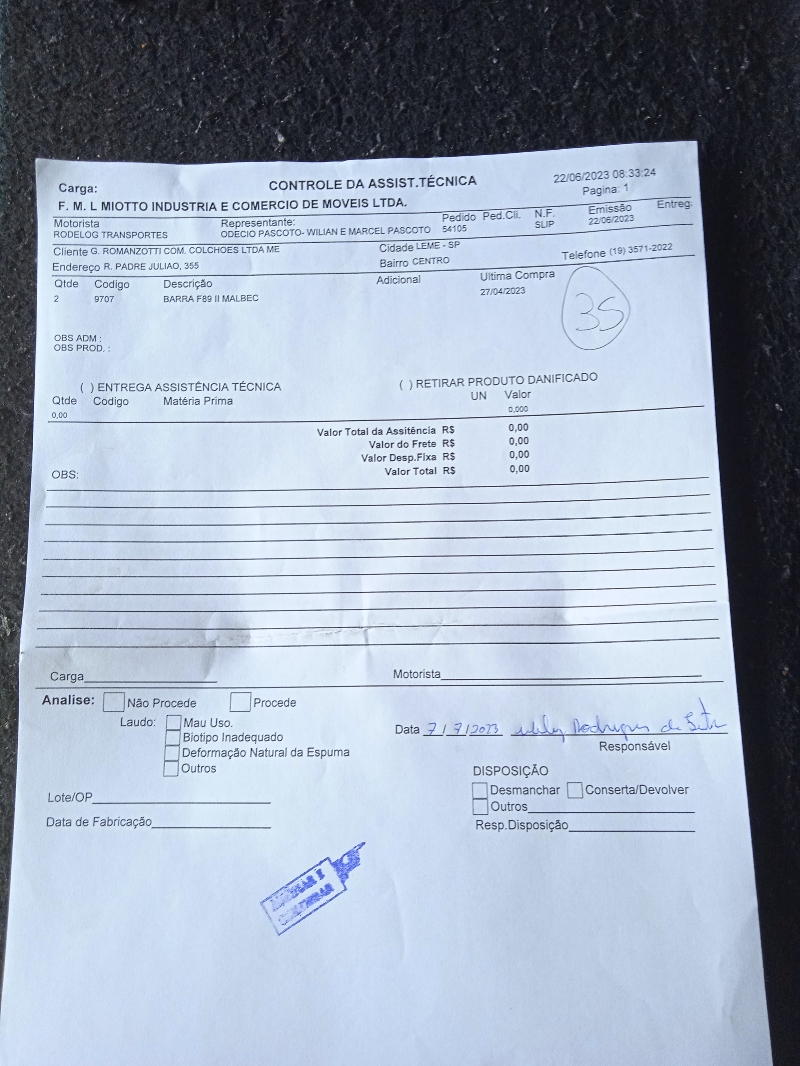 Carga: CONTROLE DA ASSIST.TÉCNICA 22/06/2023 08:33:24
Pagina: 1
F. M. L MIOTTO INDUSTRIA E COMERCIO DE MOVEIS LTDA.
Motorista Representante: Pedido Ped.Cli. N.F. Emissão Entreg:
RODELOG TRANSPORTES ODECIO PASCOTO- WILIAN E MARCEL PASCOTO 54105 SLIP 22/06/2023
Cliente G. ROMANZOTTI COM. COLCHOES LTDA ME Cidade LEME - SP
Endereço R. PADRE JULIAO, 355 Bairro CENTRO Telefone (19) 3571-2022
Qtde Codigo Descrição Adicional Ultima Compra
2 9707 BARRA F89 II MALBEC 27/04/2023
35
OBS ADM :
OBS PROD. :
( ) ENTREGA ASSISTÊNCIA TÉCNICA ( ) RETIRAR PRODUTO DANIFICADO
Qtde Codigo Matéria Prima UN Valor
0,00 0,000
Valor Total da Assitência R$ 0,00
Valor do Frete R$ 0,00
Valor Desp.Fixa R$ 0,00
Valor Total R$ 0,00
OBS:
Carga Motorista
Analise: Não Procede Procede
Laudo: Mau Uso.
Biotipo Inadequado
Deformação Natural da Espuma
Outros
Data 7/7/2023 Rodrigues de
Responsável
DISPOSIÇÃO
Desmanchar Conserta/Devolver
Outros
Resp.Disposição
Lote/OP
Data de Fabricação